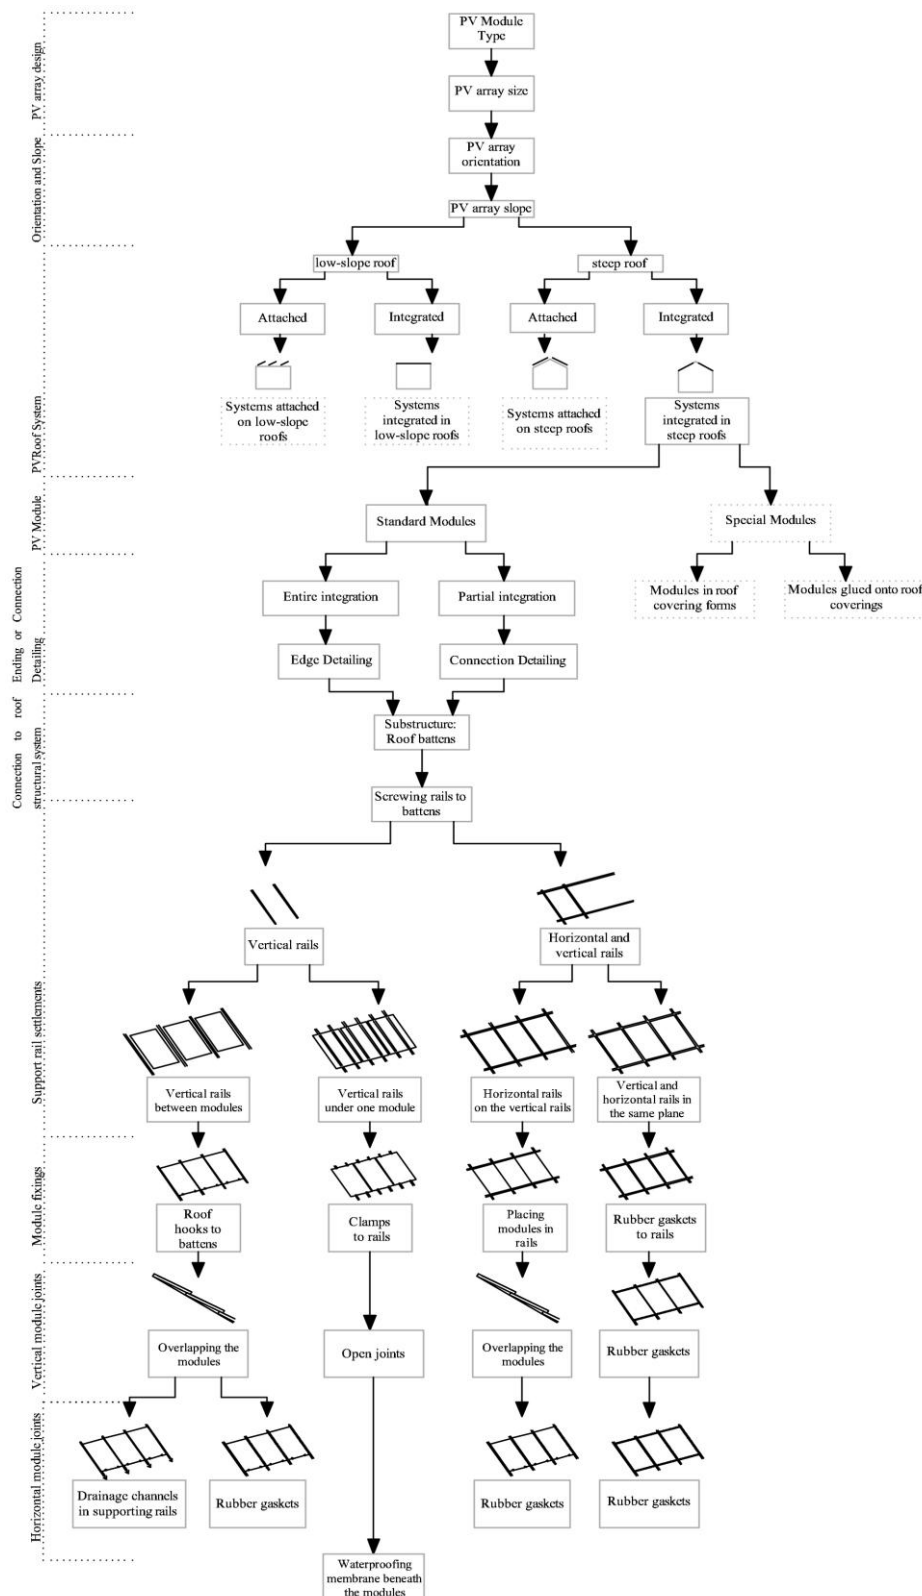 PV array design
Orientation and Slope
PVRoof System
PV Module
Ending or Connection
Detailing
Connection to roof
structural system
Support rail settlements
Module fixings
Vertical module joints
Horizontal module joints
PV Module
Type
PV array size
PV array
orientation
PV array slope
low-slope roof
steep roof
Attached
Integrated
Attached
Integrated
Systems attached
on low-slope
roofs
Systems
integrated in
low-slope roofs
Systems attached
on steep roofs
Systems
integrated in
steep roofs
Standard Modules
Special Modules
Entire integration
Partial integration
Modules in roof
covering forms
Modules glued onto roof
coverings
Edge Detailing
Connection Detailing
Substructure:
Roof battens
Screwing rails to
battens
Vertical rails
Horizontal and
vertical rails
Vertical rails
between modules
Vertical rails
under one module
Horizontal rails
on the vertical rails
Vertical and
horizontal rails in
the same plane
Roof
hooks to
battens
Clamps
to rails
Placing
modules in
rails
Rubber gaskets
to rails
Overlapping the
modules
Open joints
Overlapping the
modules
Rubber gaskets
Drainage channels
in supporting rails
Rubber gaskets
Rubber gaskets
Rubber gaskets
Waterproofing
membrane beneath
the modules